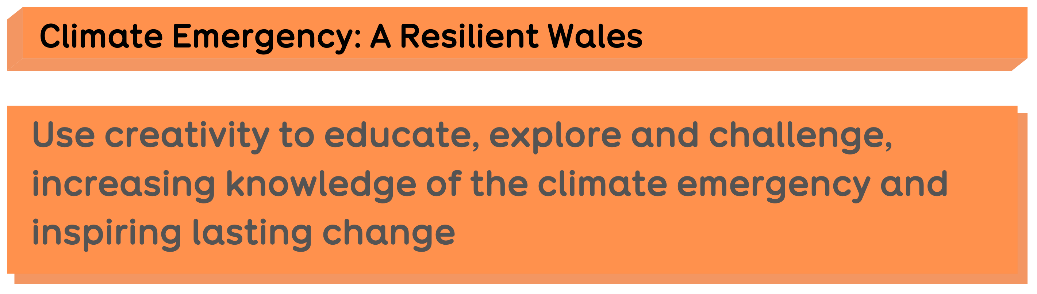 Climate Emergency: A Resilient Wales
Use creativity to educate, explore and challenge,
increasing knowledge of the climate emergency and
inspiring lasting change